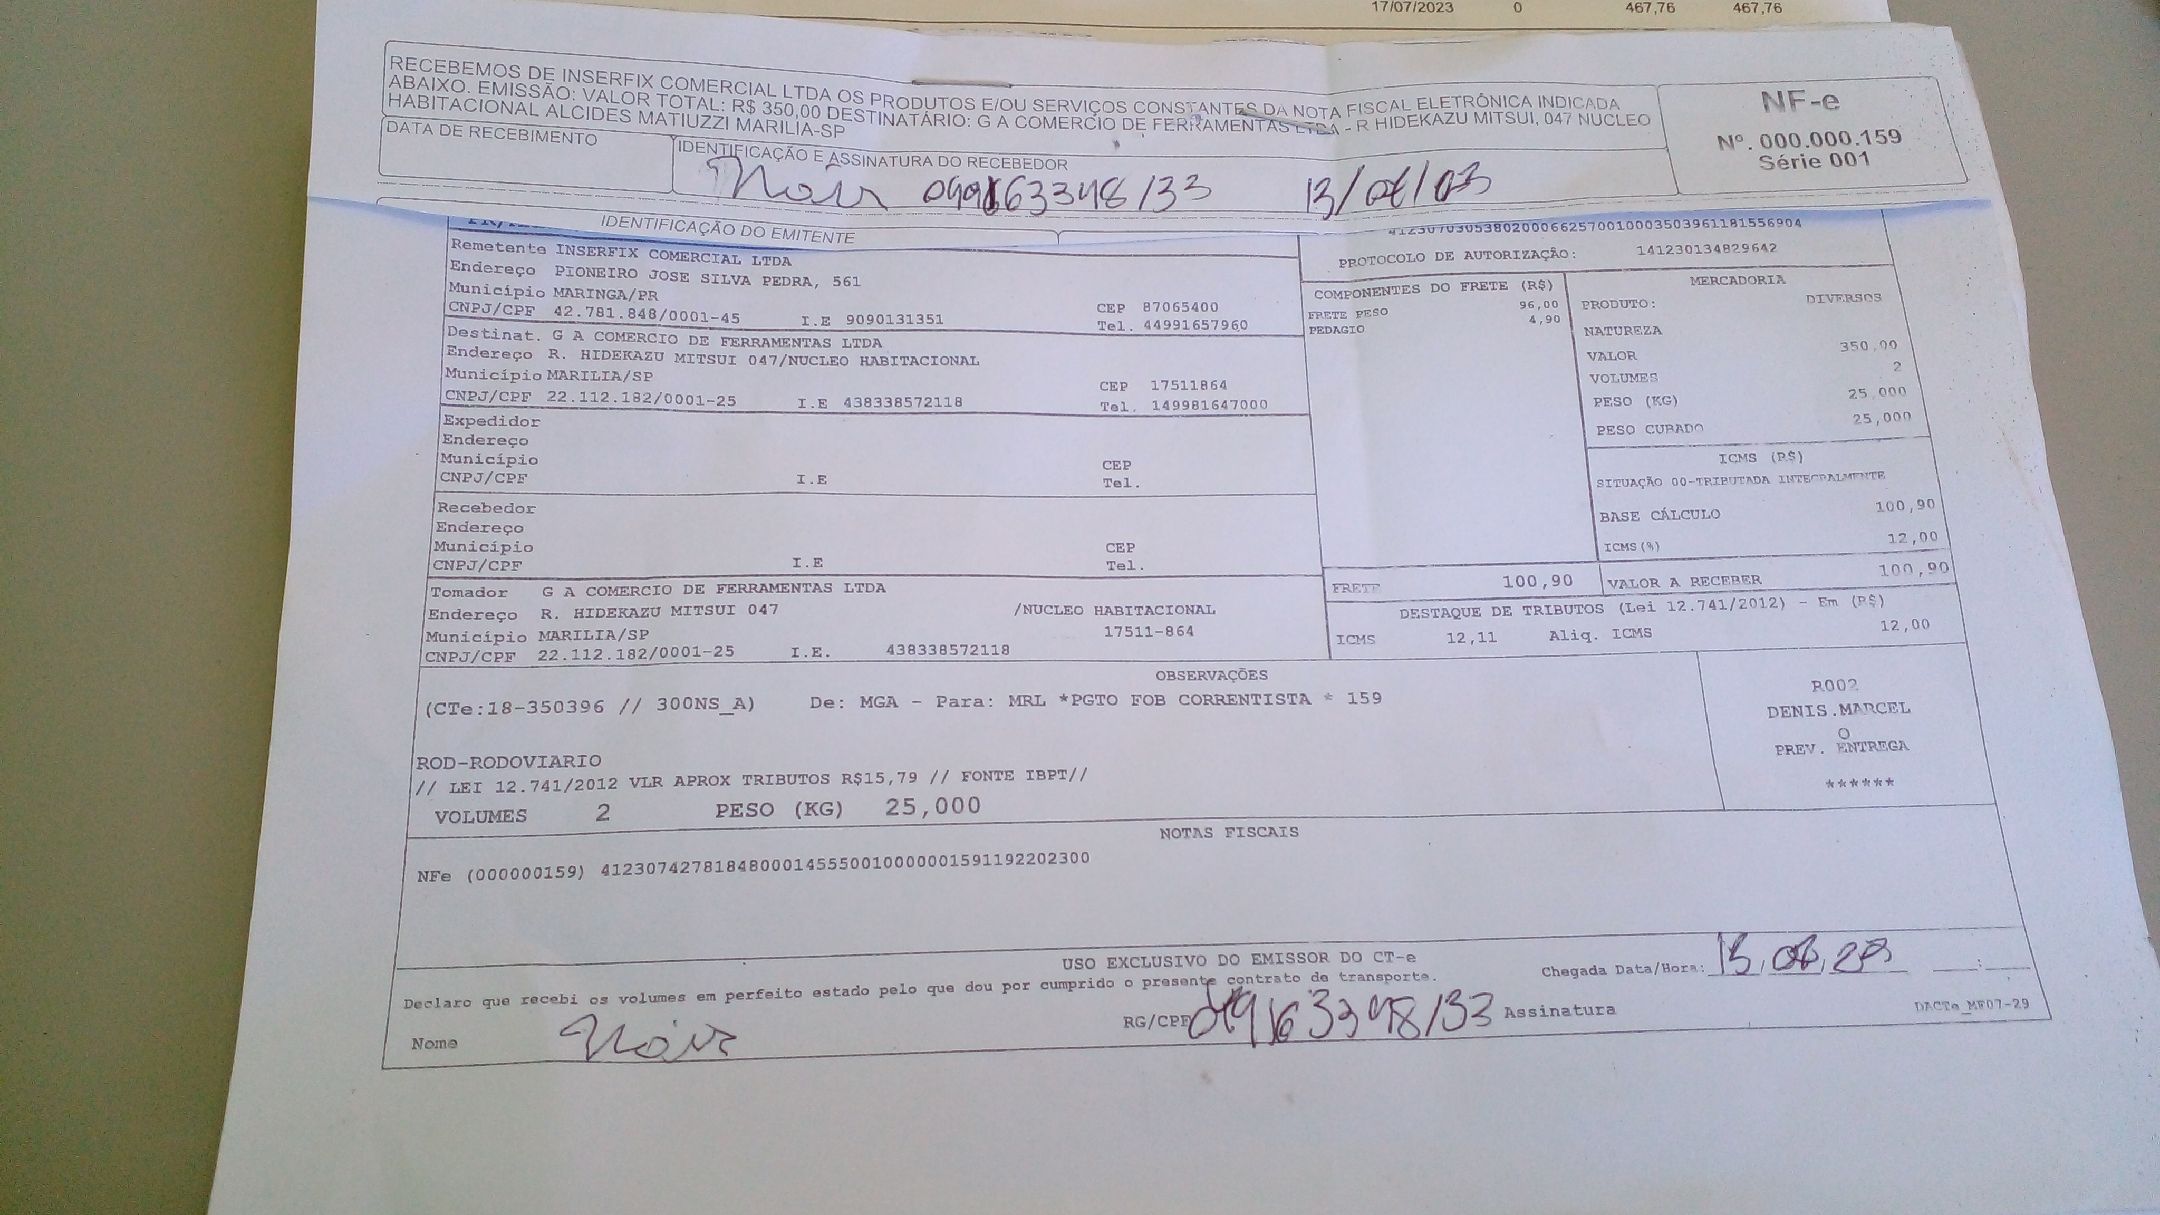 17/07/2023 0 467,76 467,76
RECEBEMOS DE INSERFIX COMERCIAL LTDA OS PRODUTOS E/OU SERVIÇOS CONSTANTES DA NOTA FISCAL ELETRÔNICA INDICADA
ABAIXO. EMISSÃO: VALOR TOTAL: R$ 350,00 DESTINATÁRIO: G A COMERCIO DE FERRAMENTAS LTDA - R HIDEKAZU MITSUI, 047 NUCLEO
HABITACIONAL ALCIDES MATIUZZI MARILIA-SP
NF-e
Nº. 000.000.159
Série 001
DATA DE RECEBIMENTO
IDENTIFICAÇÃO E ASSINATURA DO RECEBEDOR
63348/33
IDENTIFICAÇÃO DO EMITENTE
41230703053802000662570010003503961181556904
PROTOCOLO DE AUTORIZAÇÃO: 141230134829642
Remetente INSERFIX COMERCIAL LTDA
Endereço PIONEIRO JOSE SILVA PEDRA, 561
Município MARINGA/PR CEP 87065400
CNPJ/CPF 42.781.848/0001-45 I.E 9090131351 Tel. 44991657960
Destinat. G A COMERCIO DE FERRAMENTAS LTDA
Endereço R. HIDEKAZU MITSUI 047/NUCLEO HABITACIONAL
Município MARILIA/SP CEP 17511864
CNPJ/CPF 22.112.182/0001-25 I.E 438338572118 Tel. 149981647000
Expedidor
Endereço
Município CEP
CNPJ/CPF I.E Tel.
Recebedor
Endereço
Município CEP
CNPJ/CPF I.E Tel.
Tomador G A COMERCIO DE FERRAMENTAS LTDA
Endereço R. HIDEKAZU MITSUI 047 /NUCLEO HABITACIONAL
Município MARILIA/SP 17511-864
CNPJ/CPF 22.112.182/0001-25 I.E. 438338572118
COMPONENTES DO FRETE (R$)
FRETE PESO 96,00
PEDAGIO 4,90
MERCADORIA
PRODUTO: DIVERSOS
NATUREZA
VALOR 350,00
VOLUMES 2
PESO (KG) 25,000
PESO CUBADO 25,000
ICMS (R$)
SITUAÇÃO 00-TRIBUTADA INTEGRALMENTE
BASE CÁLCULO 100,90
ICMS(%) 12,00
FRETE 100,90 VALOR A RECEBER 100,90
DESTAQUE DE TRIBUTOS (Lei 12.741/2012) - Em (R$)
ICMS 12,11 Aliq. ICMS 12,00
OBSERVAÇÕES
(CTe:18-350396 // 300NS_A) De: MGA - Para: MRL *PGTO FOB CORRENTISTA * 159
ROD-RODOVIARIO
// LEI 12.741/2012 VLR APROX TRIBUTOS R$15,79 // FONTE IBPT//
VOLUMES 2 PESO (KG) 25,000
R002
DENIS.MARCEL
O
PREV. ENTREGA
******
NOTAS FISCAIS
NFe (000000159) 41230742781848000145550010000001591192202300
USO EXCLUSIVO DO EMISSOR DO CT-e
Declaro que recebi os volumes em perfeito estado pelo que dou por cumprido o presente contrato de transporte.
Chegada Data/Hora: __:__
Nome RG/CPF 63348/33 Assinatura
DACTe_MF07-29